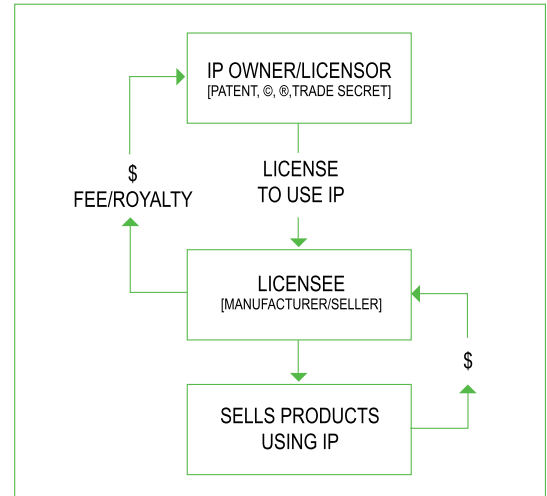 IP OWNER/LICENSOR
[PATENT, ©, ®,TRADE SECRET]
$
FEE/ROYALTY
LICENSE
TO USE IP
LICENSEE
[MANUFACTURER/SELLER]
$
SELLS PRODUCTS
USING IP